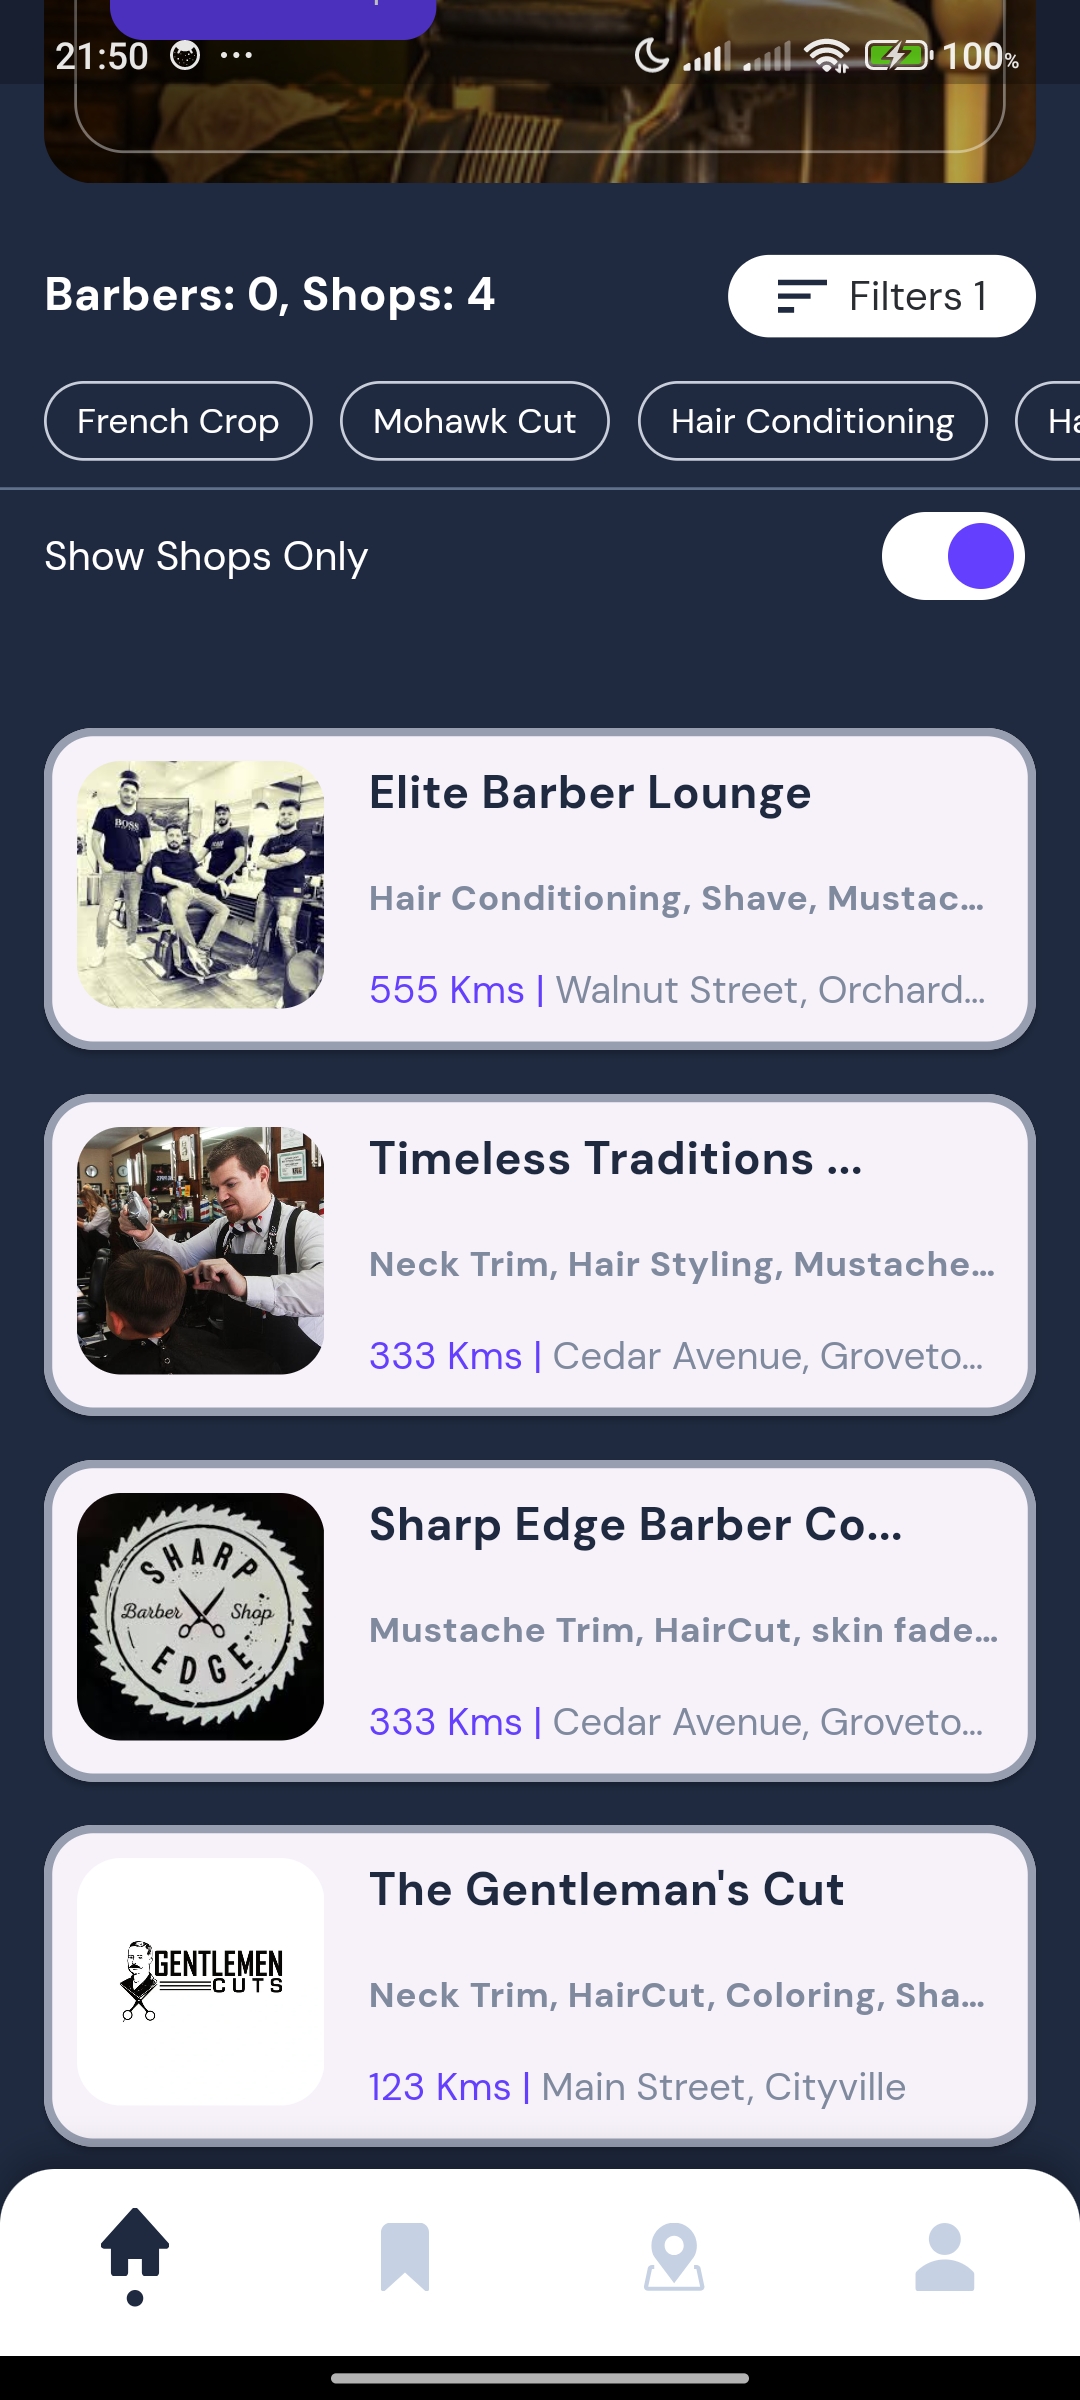 21:50
100%
Barbers: 0, Shops: 4
Filters 1
French Crop
Mohawk Cut
Hair Conditioning
Ha
Show Shops Only
BOSS
Elite Barber Lounge
Hair Conditioning, Shave, Mustac...
555 Kms | Walnut Street, Orchard...
Timeless Traditions ...
Neck Trim, Hair Styling, Mustache...
333 Kms | Cedar Avenue, Groveto...
SHARP
Barber Shop
EDGE
Sharp Edge Barber Co...
Mustache Trim, HairCut, skin fade...
333 Kms | Cedar Avenue, Groveto...
GENTLEMEN
CUTS
The Gentleman's Cut
Neck Trim, HairCut, Coloring, Sha...
123 Kms | Main Street, Cityville